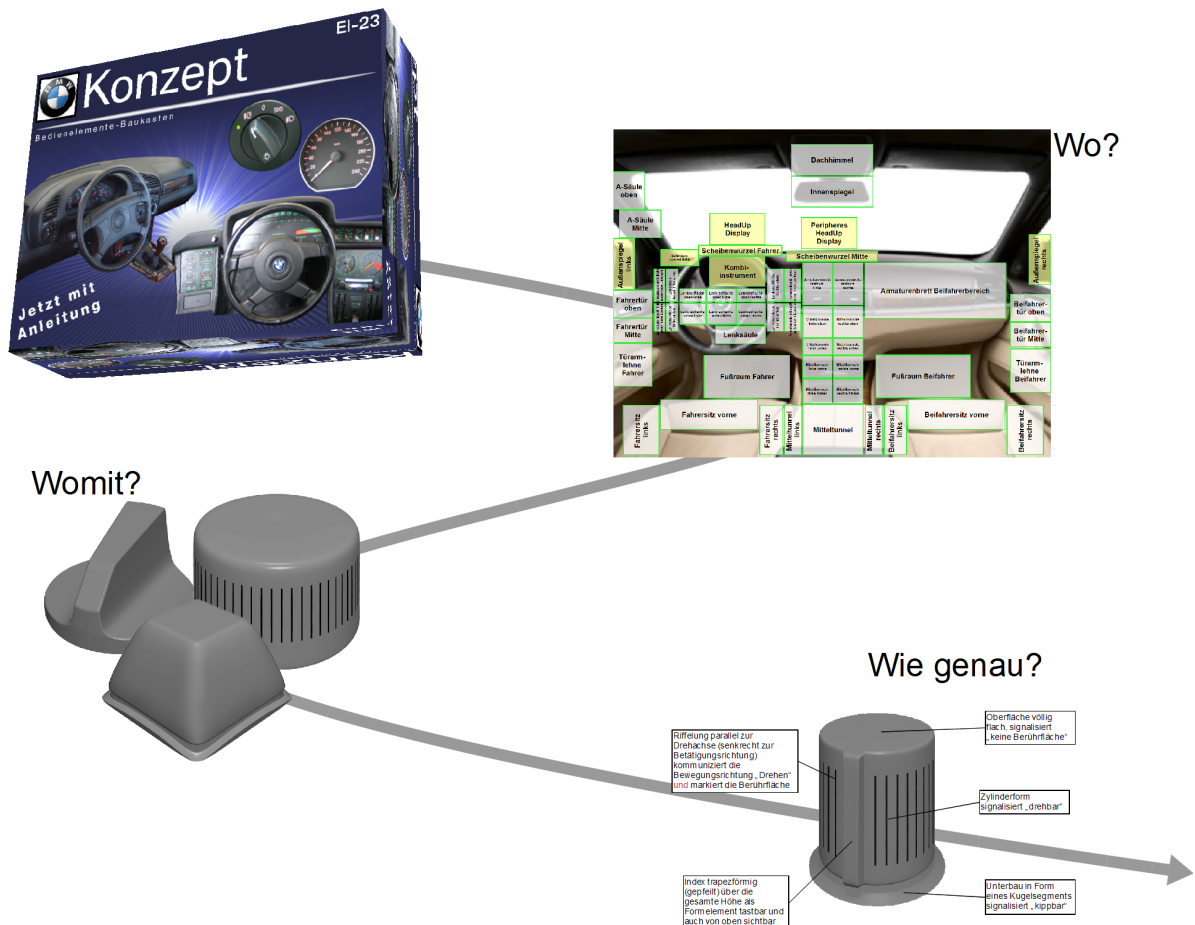 EI-23
BMW
Konzept
Bedienelemente-Baukasten
Jetzt mit
Anleitung
Wo?
Dachhimmel
Innenspiegel
A-Säule
oben
A-Säule
Mitte
HeadUp
Display
Peripheres
HeadUp
Display
Scheibenwurzel Fahrer
Scheibenwurzel Mitte
Außenspiegel
links
Außenspiegel
rechts
Kombi-
instrument
Armaturenbrett Beifahrerbereich
Fahrertür
oben
Beifahrer-
tür oben
Fahrertür
Mitte
Beifahrer-
tür Mitte
Lenksäule
Türarm-
lehne
Fahrer
Türarm-
lehne
Beifahrer
Fußraum Fahrer
Fußraum Beifahrer
Fahrersitz
links
Fahrersitz vorne
Fahrersitz
rechts
Mitteltunnel
links
Mitteltunnel
Mitteltunnel
rechts
Beifahrersitz
links
Beifahrersitz vorne
Beifahrersitz
rechts
Womit?
Wie genau?
Riffelung parallel zur
Drehachse (senkrecht zur
Betätigungsrichtung)
kommuniziert die
Bewegungsrichtung „Drehen“
und markiert die Berührfläche
Oberfläche völlig
flach, signalisiert
„keine Berührfläche“
Zylinderform
signalisiert „drehbar“
Index trapezförmig
(gepfeilt) über die
gesamte Höhe als
Formelement tastbar und
auch von oben sichtbar
Unterbau in Form
eines Kugelsegments
signalisiert „kippbar“